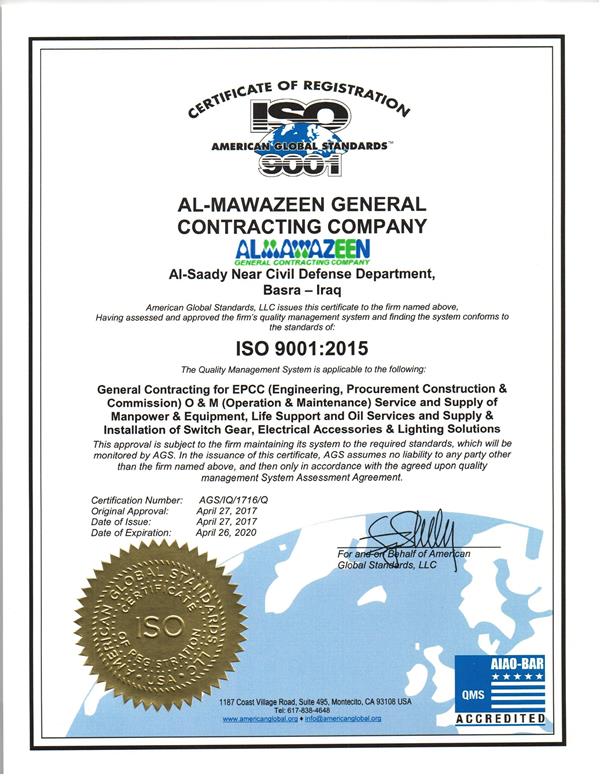 CERTIFICATE OF REGISTRATION
ISO
AMERICAN GLOBAL STANDARDS™
9001
AL-MAWAZEEN GENERAL
CONTRACTING COMPANY
ALMAWAZEEN
GENERAL CONTRACTING COMPANY
Al-Saady Near Civil Defense Department,
Basra – Iraq
American Global Standards, LLC issues this certificate to the firm named above,
Having assessed and approved the firm's quality management system and finding the system conforms to
the standards of:
ISO 9001:2015
The Quality Management System is applicable to the following:
General Contracting for EPCC (Engineering, Procurement Construction &
Commission) O & M (Operation & Maintenance) Service and Supply of
Manpower & Equipment, Life Support and Oil Services and Supply &
Installation of Switch Gear, Electrical Accessories & Lighting Solutions
This approval is subject to the firm maintaining its system to the required standards, which will be
monitored by AGS. In the issuance of this certificate, AGS assumes no liability to any party other
than the firm named above, and then only in accordance with the agreed upon quality
management System Assessment Agreement.
Certification Number: AGS/IQ/1716/Q
Original Approval: April 27, 2017
Date of Issue: April 27, 2017
Date of Expiration: April 26, 2020
For and on Behalf of American
Global Standards, LLC
AMERICAN GLOBAL STANDARDS, LLC
CERTIFICATE
ISO
OF REGISTRATION
U.S.A.
AIAO-BAR
QMS
ACCREDITED
1187 Coast Village Road, Suite 495, Montecito, CA 93108 USA
Tel: 617-838-4648
www.americanglobal.org ♦ info@americanglobal.org